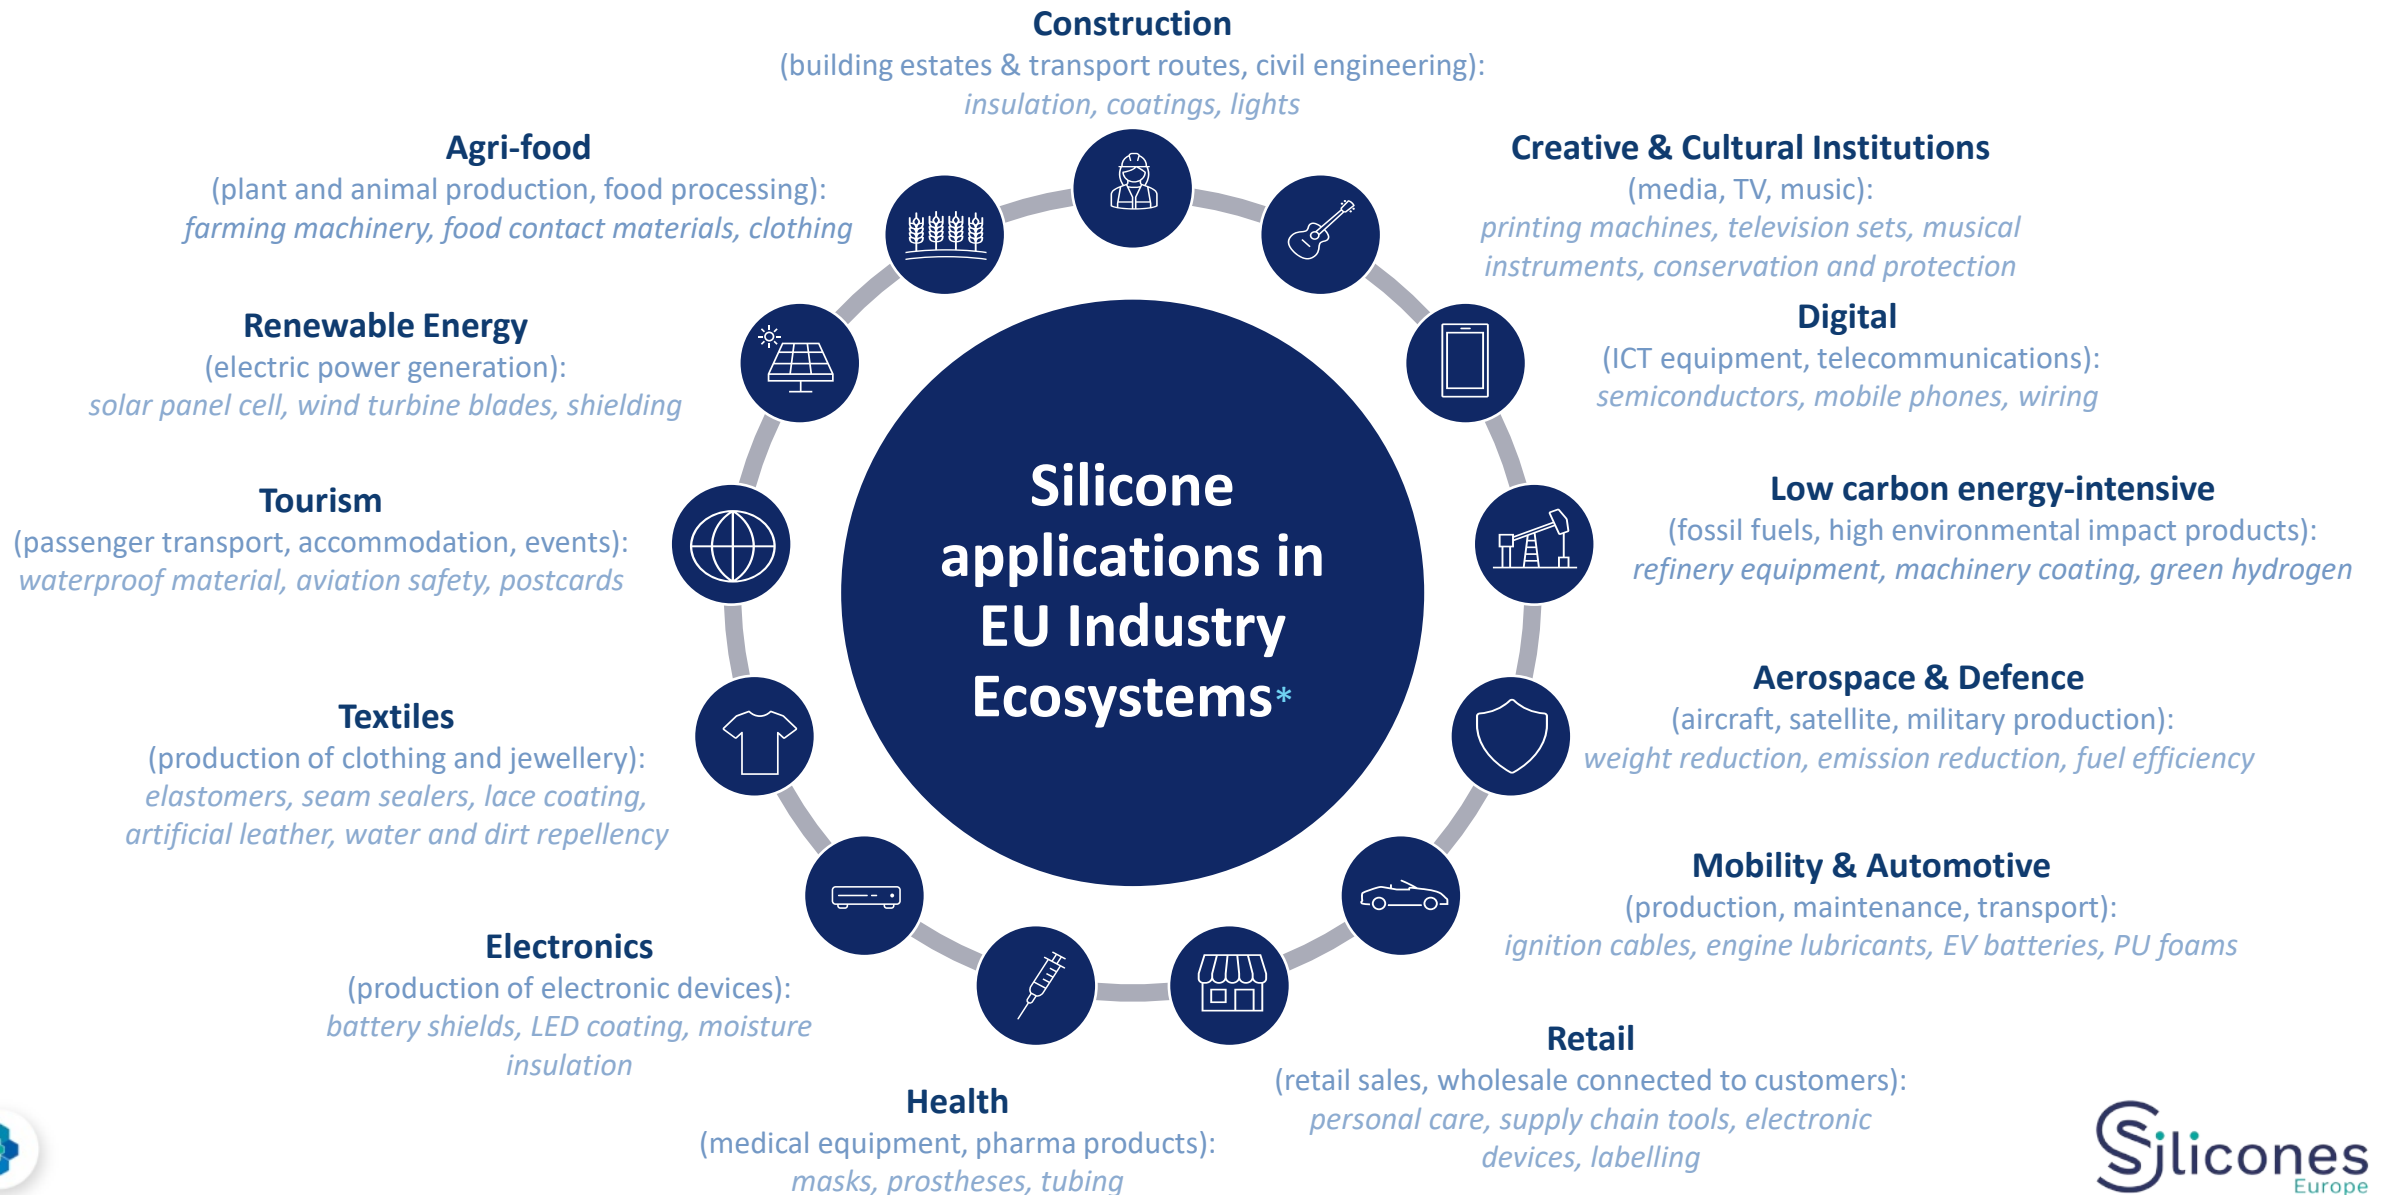 Construction
(building estates & transport routes, civil engineering):
insulation, coatings, lights
Agri-food
(plant and animal production, food processing):
farming machinery, food contact materials, clothing
Creative & Cultural Institutions
(media, TV, music):
printing machines, television sets, musical
instruments, conservation and protection
Renewable Energy
(electric power generation):
solar panel cell, wind turbine blades, shielding
Digital
(ICT equipment, telecommunications):
semiconductors, mobile phones, wiring
Silicone
applications in
EU Industry
Ecosystems*
Tourism
(passenger transport, accommodation, events):
waterproof material, aviation safety, postcards
Low carbon energy-intensive
(fossil fuels, high environmental impact products):
refinery equipment, machinery coating, green hydrogen
Textiles
(production of clothing and jewellery):
elastomers, seam sealers, lace coating,
artificial leather, water and dirt repellency
Aerospace & Defence
(aircraft, satellite, military production):
weight reduction, emission reduction, fuel efficiency
Mobility & Automotive
(production, maintenance, transport):
ignition cables, engine lubricants, EV batteries, PU foams
Electronics
(production of electronic devices):
battery shields, LED coating, moisture
insulation
Retail
(retail sales, wholesale connected to customers):
personal care, supply chain tools, electronic
devices, labelling
Health
(medical equipment, pharma products):
masks, prostheses, tubing
Silicones
Europe